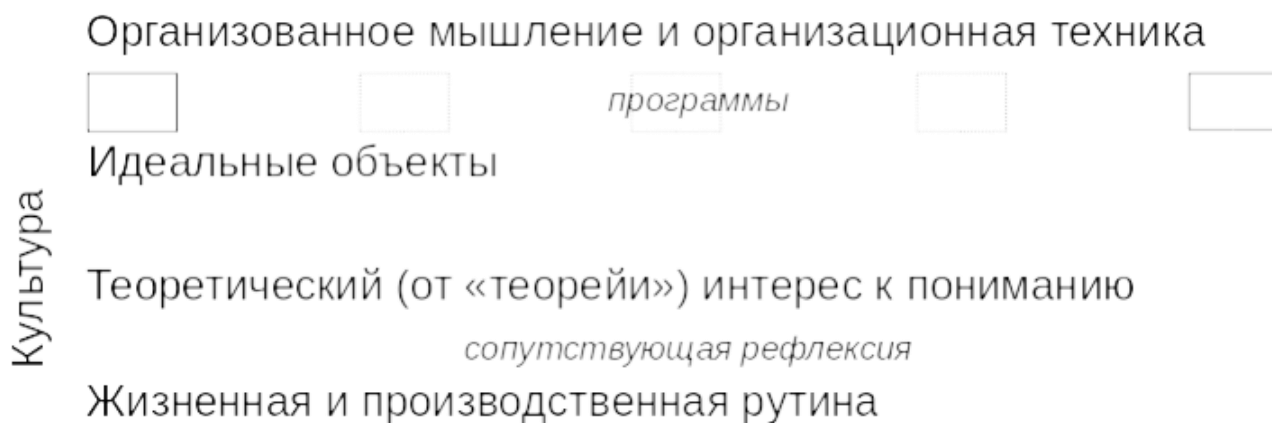 Организованное мышление и организационная техника
программы
Идеальные объекты
Культура
Теоретический (от «теорейи») интерес к пониманию
сопутствующая рефлексия
Жизненная и производственная рутина